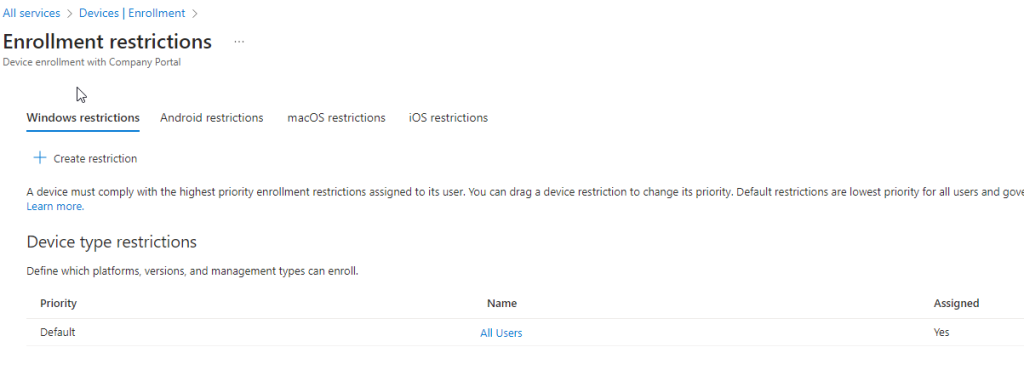 All services > Devices | Enrollment >
Enrollment restrictions ...
Device enrollment with Company Portal
Windows restrictions Android restrictions macOS restrictions iOS restrictions
+ Create restriction
A device must comply with the highest priority enrollment restrictions assigned to its user. You can drag a device restriction to change its priority. Default restrictions are lowest priority for all users and gove
Learn more.
Device type restrictions
Define which platforms, versions, and management types can enroll.
Priority Name Assigned
Default All Users Yes